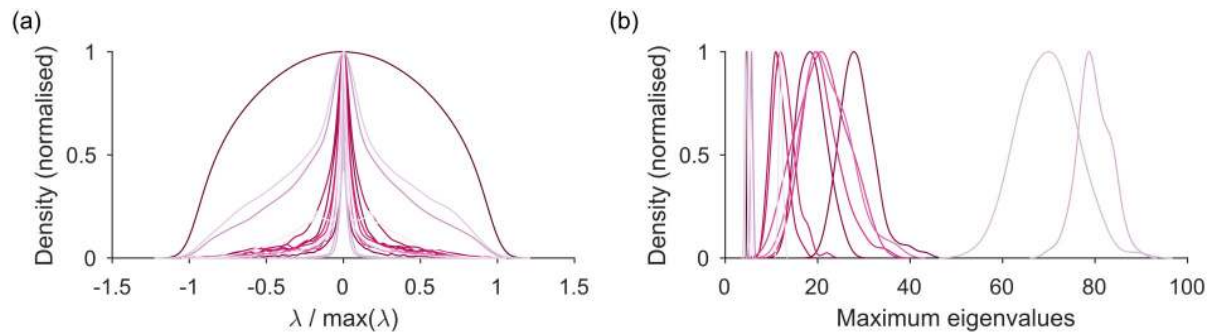 (a)
Density (normalised)
1
0.5
0
-1.5 -1 -0.5 0 0.5 1 1.5
λ / max(λ)
(b)
Density (normalised)
1
0.5
0
0 20 40 60 80 100
Maximum eigenvalues